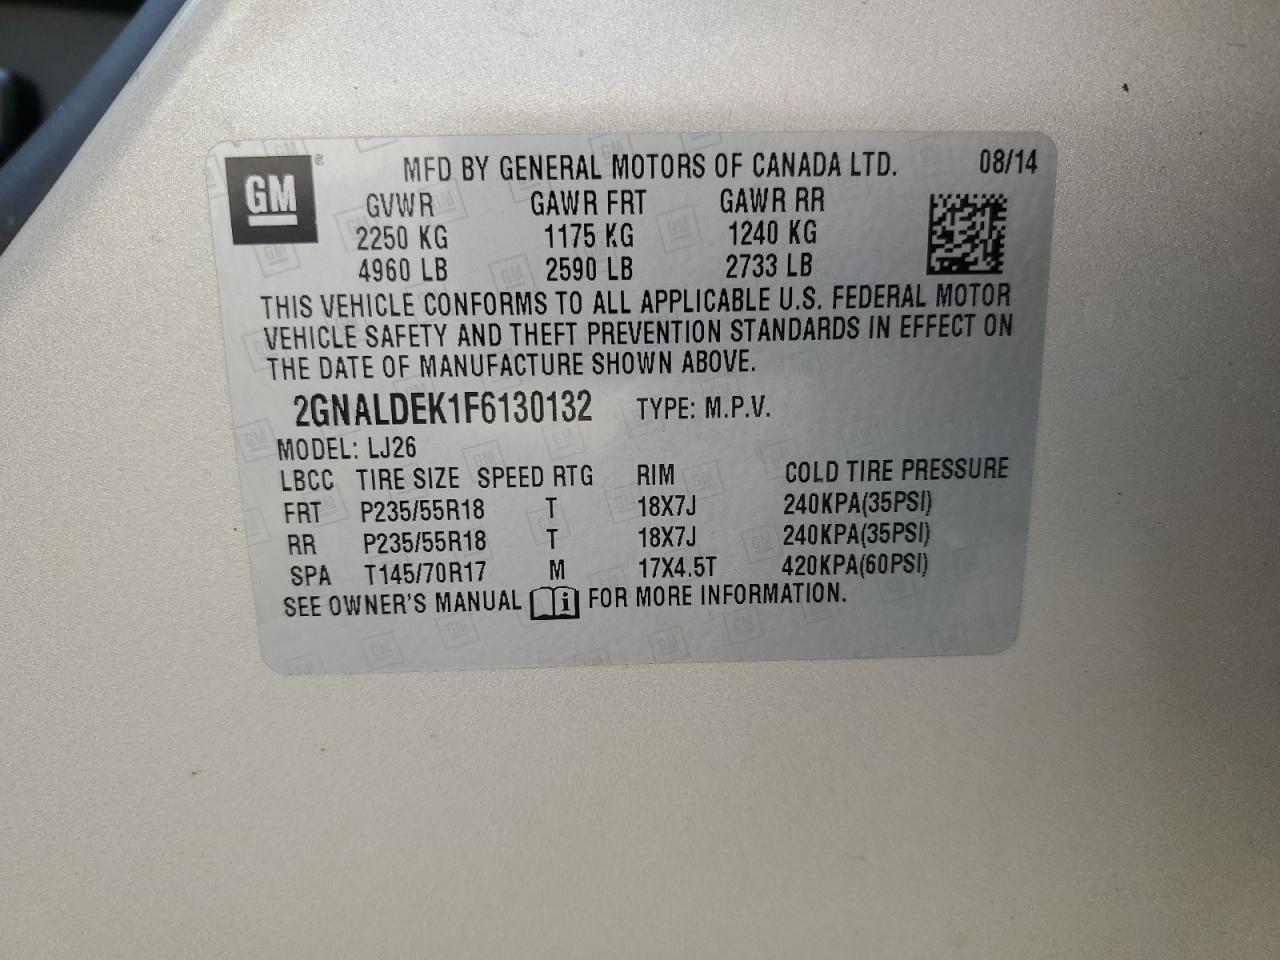 GM ®
MFD BY GENERAL MOTORS OF CANADA LTD. 08/14
GVWR GAWR FRT GAWR RR
2250 KG 1175 KG 1240 KG
4960 LB 2590 LB 2733 LB
THIS VEHICLE CONFORMS TO ALL APPLICABLE U.S. FEDERAL MOTOR
VEHICLE SAFETY AND THEFT PREVENTION STANDARDS IN EFFECT ON
THE DATE OF MANUFACTURE SHOWN ABOVE.
2GNALDEK1F6130132 TYPE: M.P.V.
MODEL: LJ26
LBCC TIRE SIZE SPEED RTG RIM COLD TIRE PRESSURE
FRT P235/55R18 T 18X7J 240KPA(35PSI)
RR P235/55R18 T 18X7J 240KPA(35PSI)
SPA T145/70R17 M 17X4.5T 420KPA(60PSI)
SEE OWNER'S MANUAL i FOR MORE INFORMATION.